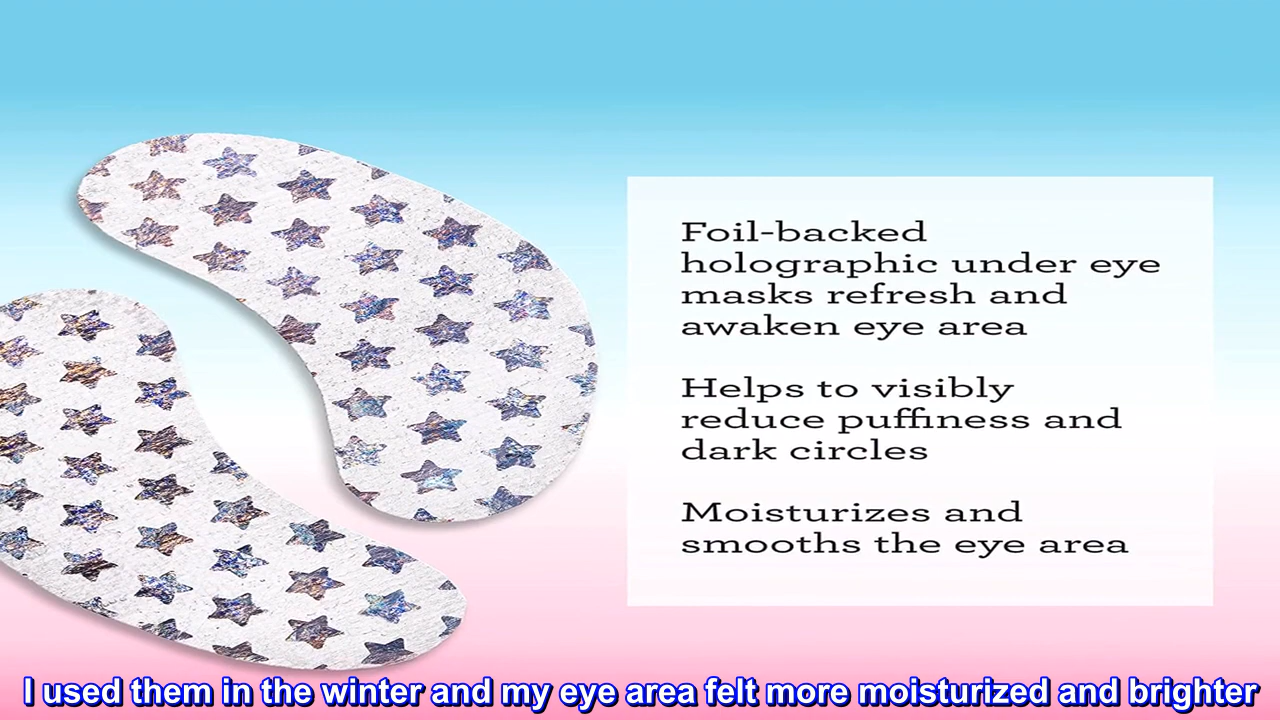 Foil-backed
holographic under eye
masks refresh and
awaken eye area
Helps to visibly
reduce puffiness and
dark circles
Moisturizes and
smooths the eye area
I used them in the winter and my eye area felt more moisturized and brighter